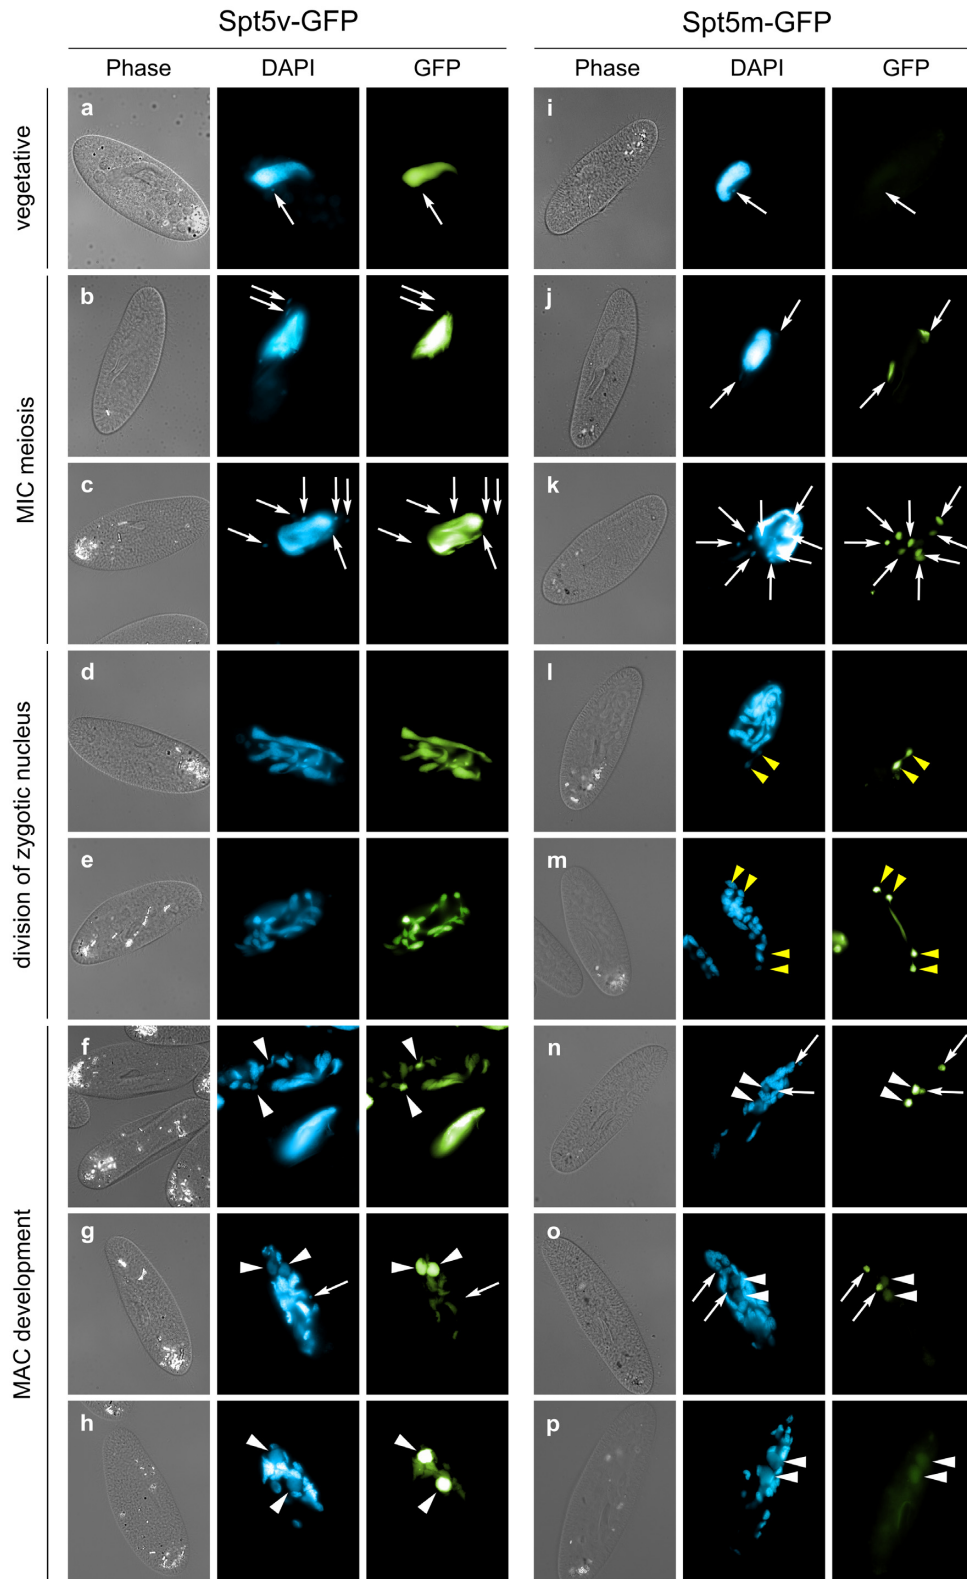 Spt5v-GFP Spt5m-GFP
Phase DAPI GFP Phase DAPI GFP
vegetative
a i
MIC meiosis
b j
c k
division of zygotic nucleus
d l
e m
MAC development
f n
g o
h p